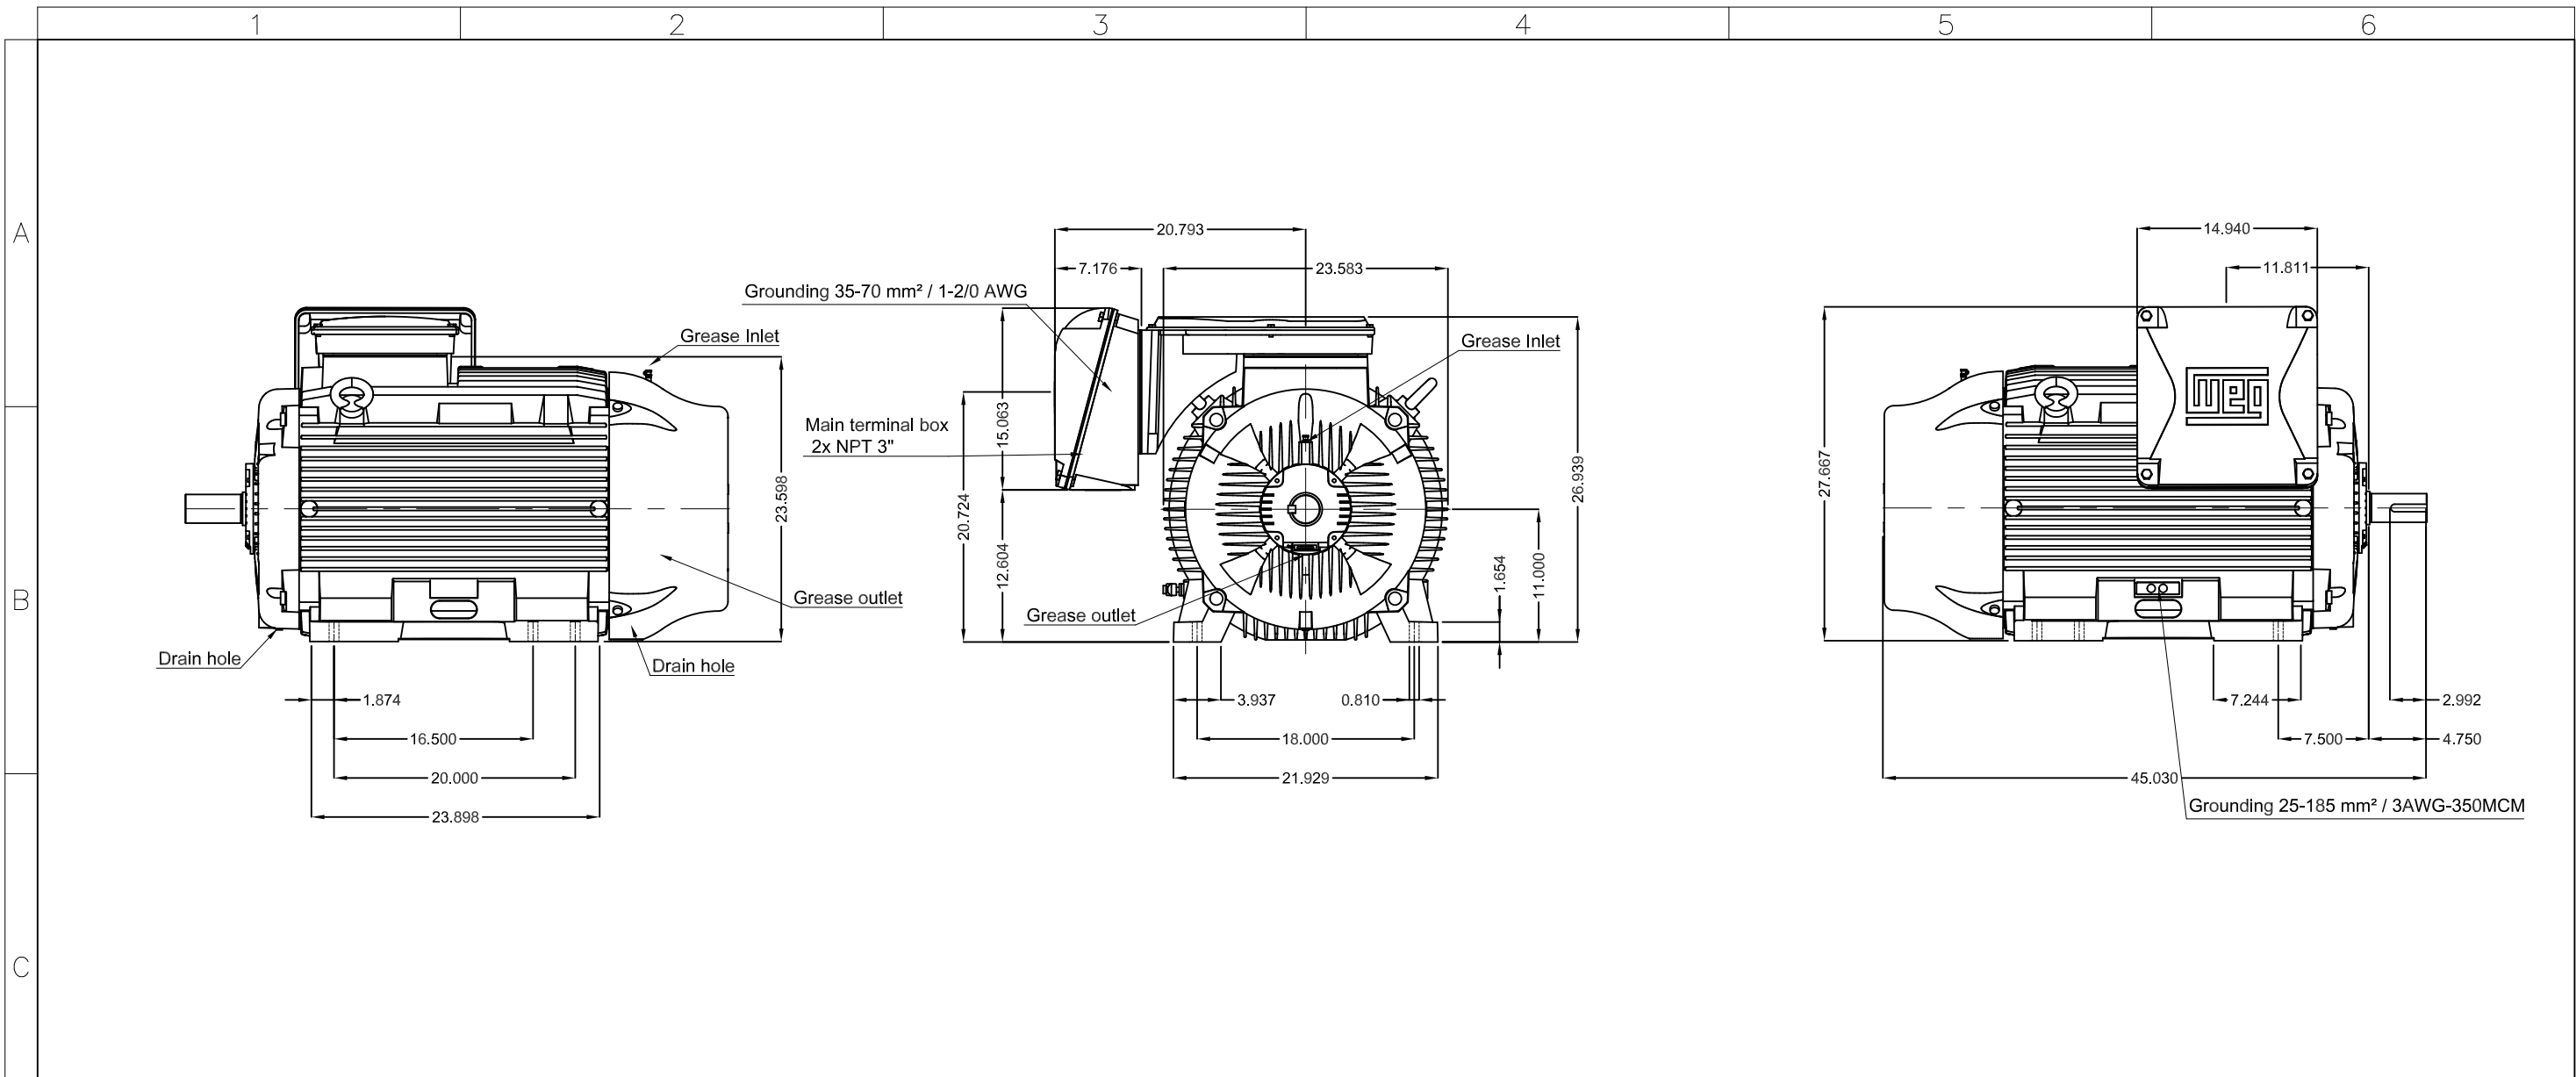 1
2
3
4
5
6
A
B
C
Grease Inlet
23.598
Grease outlet
Drain hole
Drain hole
1.874
16.500
20.000
23.898
20.793
7.176
23.583
Grounding 35-70 mm² / 1-2/0 AWG
Grease Inlet
15.063
Main terminal box
2x NPT 3"
26.939
20.724
12.604
1.654
11.000
Grease outlet
3.937
0.810
18.000
21.929
14.940
11.811
27.667
WEG
7.244
2.992
7.500
4.750
45.030
Grounding 25-185 mm² / 3AWG-350MCM